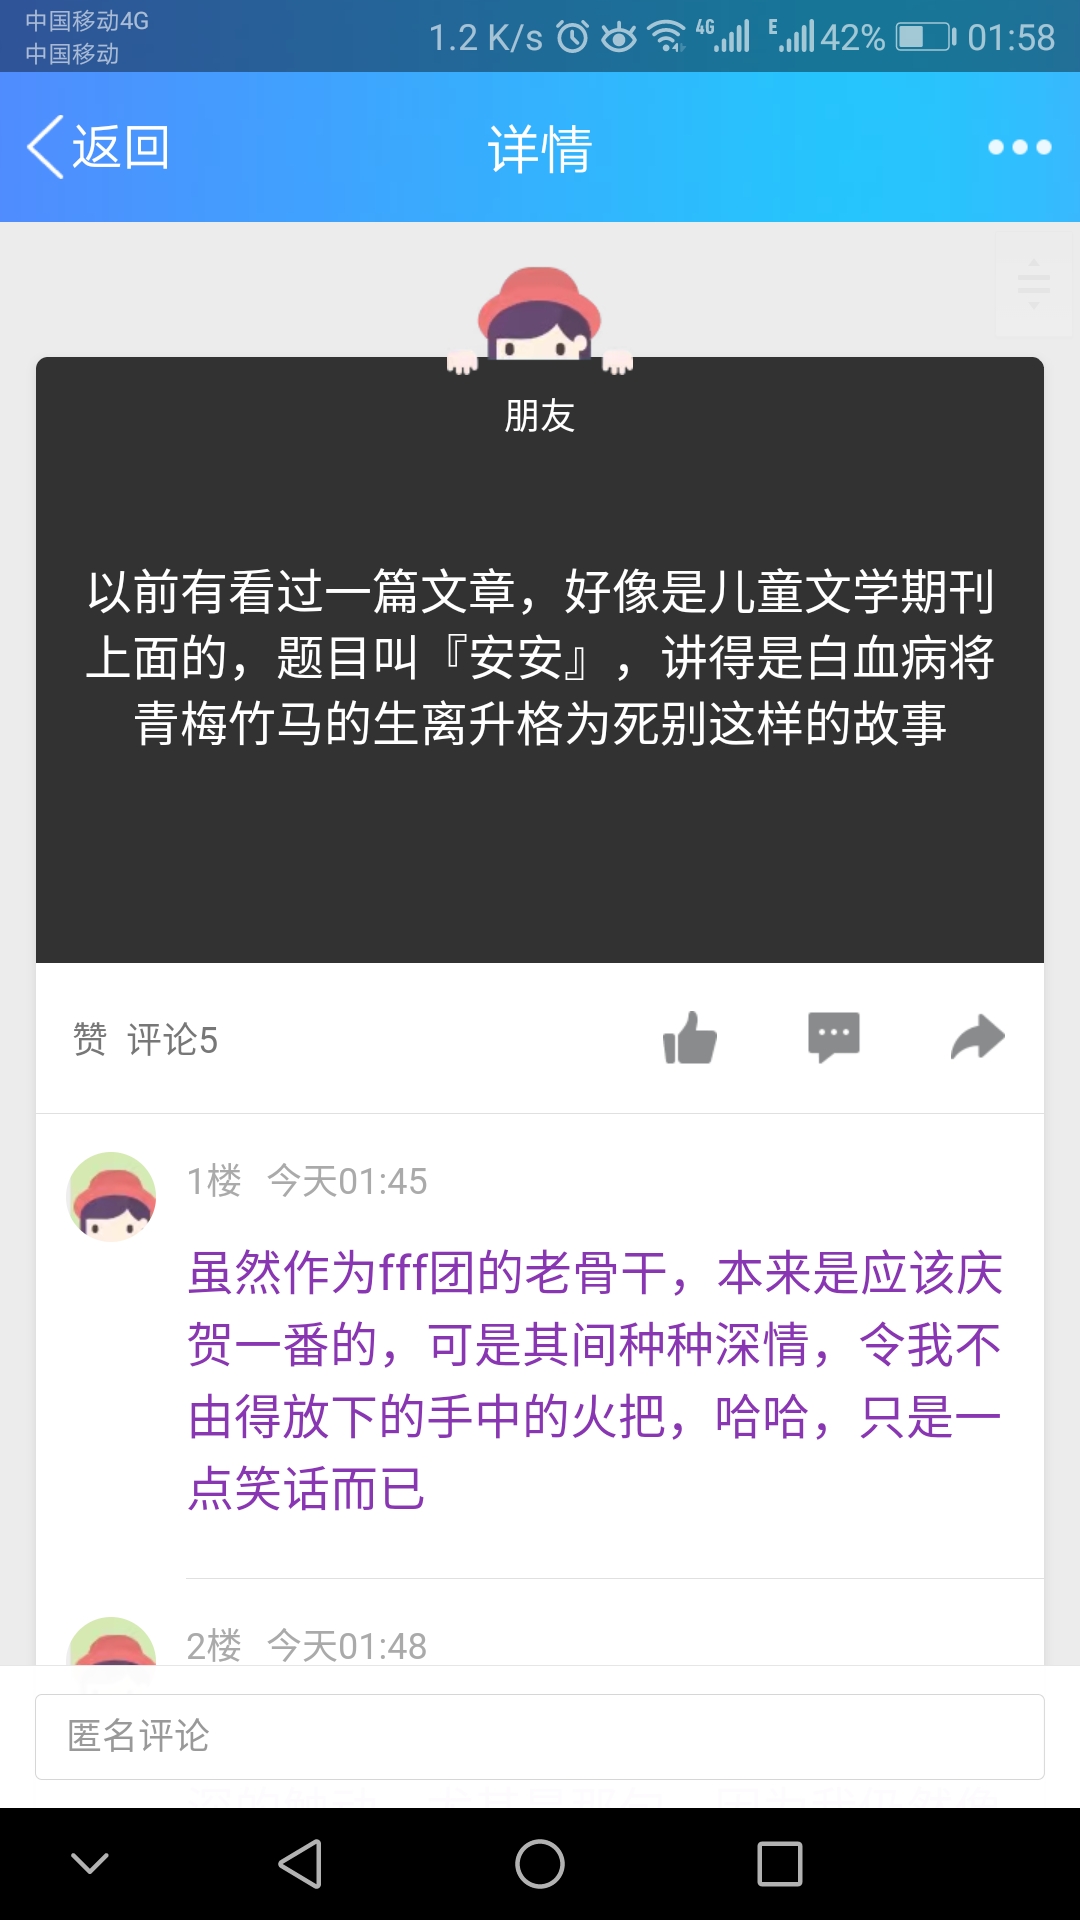 中国移动4G
中国移动
1.2 K/s
4G
E
42%
01:58
返回
详情
朋友
以前有看过一篇文章，好像是儿童文学期刊
上面的，题目叫『安安』，讲得是白血病将
青梅竹马的生离升格为死别这样的故事
赞 评论5
1楼 今天01:45
虽然作为fff团的老骨干，本来是应该庆
贺一番的，可是其间种种深情，令我不
由得放下的手中的火把，哈哈，只是一
点笑话而已
2楼 今天01:48
匿名评论